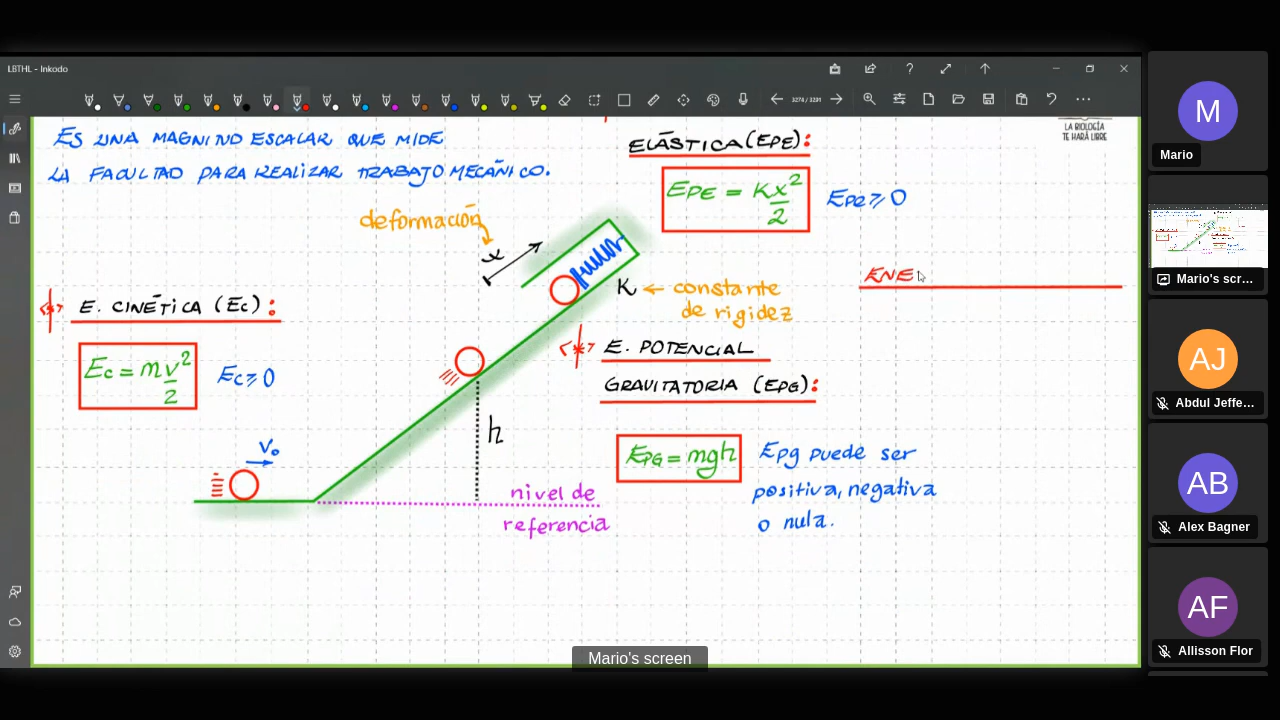 LBTHL - Inkodo
3274 / 3291
LA BIOLOGÍA
TE HARÁ LIBRE
ES UNA MAGNITUD ESCALAR QUE MIDE
LA FACULTAD PARA REALIZAR TRABAJO MECÁNICO.
ELÁSTICA (EPE):
EPE = Kx²/2
EPE ≥ 0
deformación
x
K ← constante
de rigidez
ENE
E. CINÉTICA (Ec):
Ec = mv²/2
Ec ≥ 0
E. POTENCIAL
GRAVITATORIA (EPG):
EPG = mgh
Epg puede ser
positiva, negativa
o nula.
h
V₀
nivel de
referencia
Mario's screen
M
Mario
Mario's scr...
AJ
Abdul Jeffe...
AB
Alex Bagner
AF
Allisson Flor